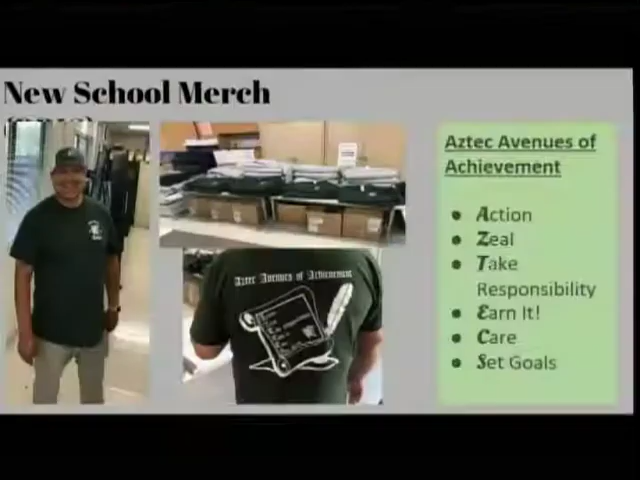 New School Merch
Aztec Avenues of
Achievement
Action
Zeal
Take
Responsibility
Earn It!
Care
Set Goals
Aztec Avenues of Achievement